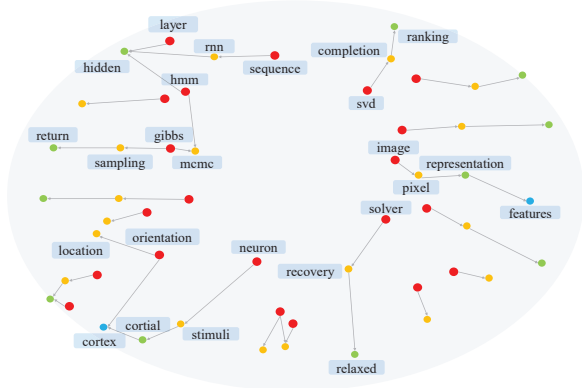 layer
ranking
rnn
completion
hidden
sequence
hmm
svd
return
gibbs
image
sampling
mcmc
representation
pixel
solver
features
location
orientation
neuron
recovery
cortial
stimuli
cortex
relaxed